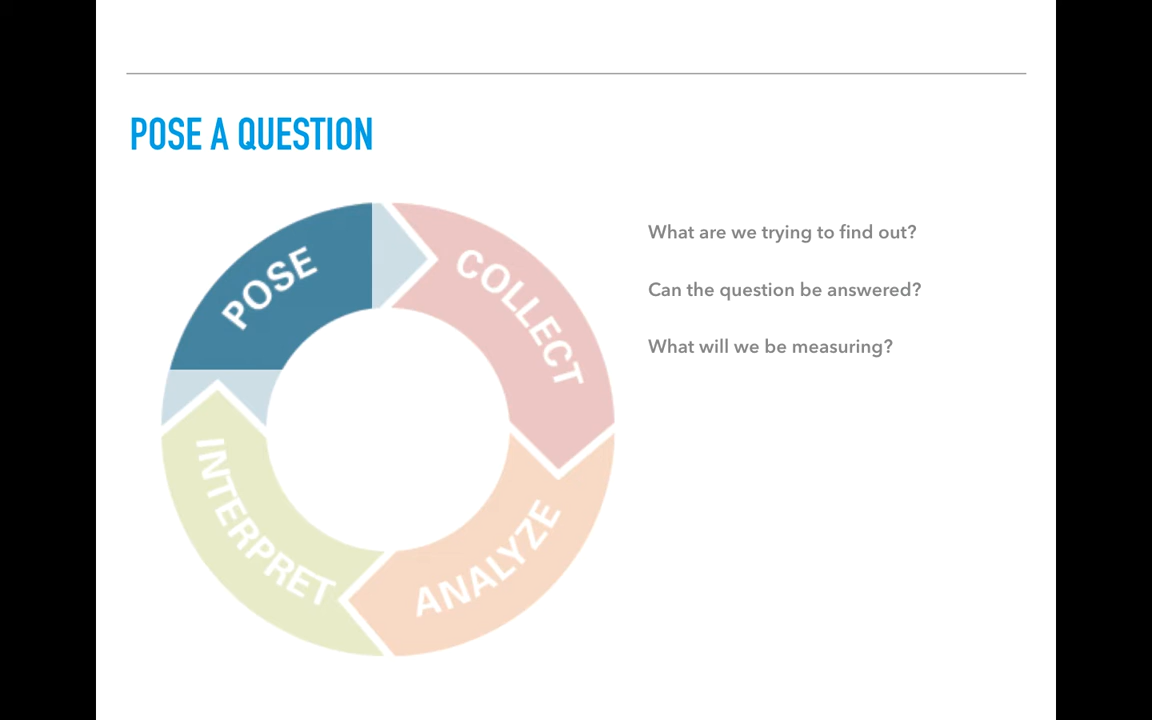 POSE A QUESTION
POSE
COLLECT
ANALYZE
INTERPRET
What are we trying to find out?
Can the question be answered?
What will we be measuring?